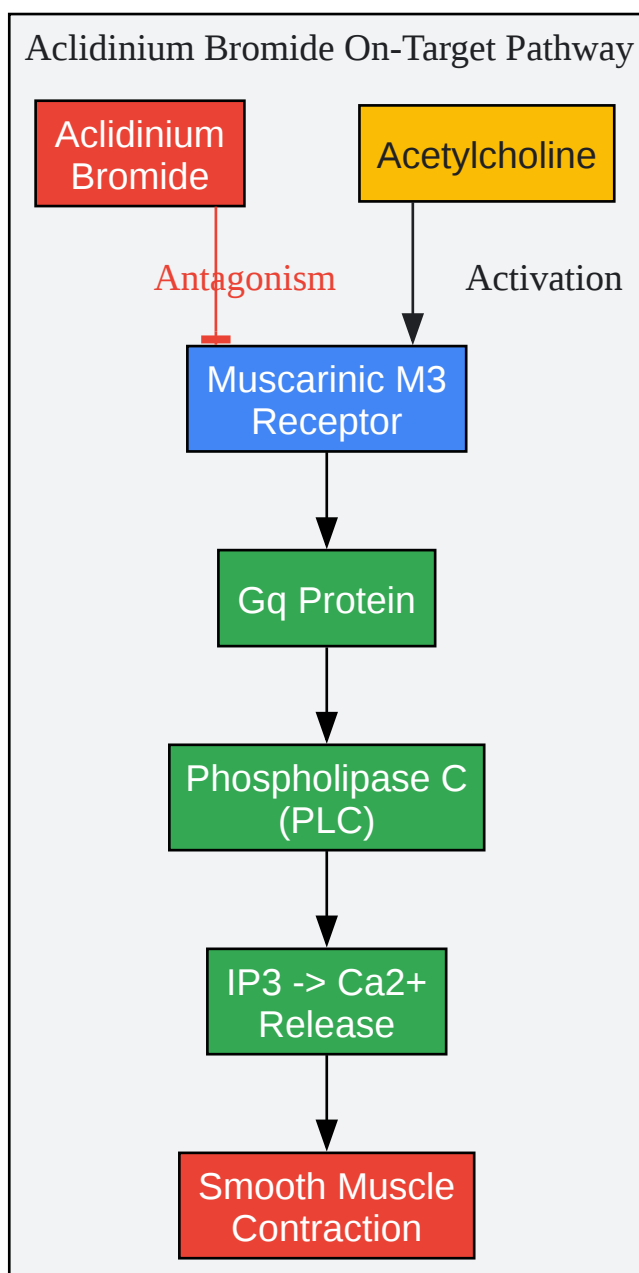 Aclidinium Bromide On-Target Pathway
Aclidinium
Bromide
Acetylcholine
Antagonism
Activation
Muscarinic M3
Receptor
Gq Protein
Phospholipase C
(PLC)
IP3 -> Ca2+
Release
Smooth Muscle
Contraction